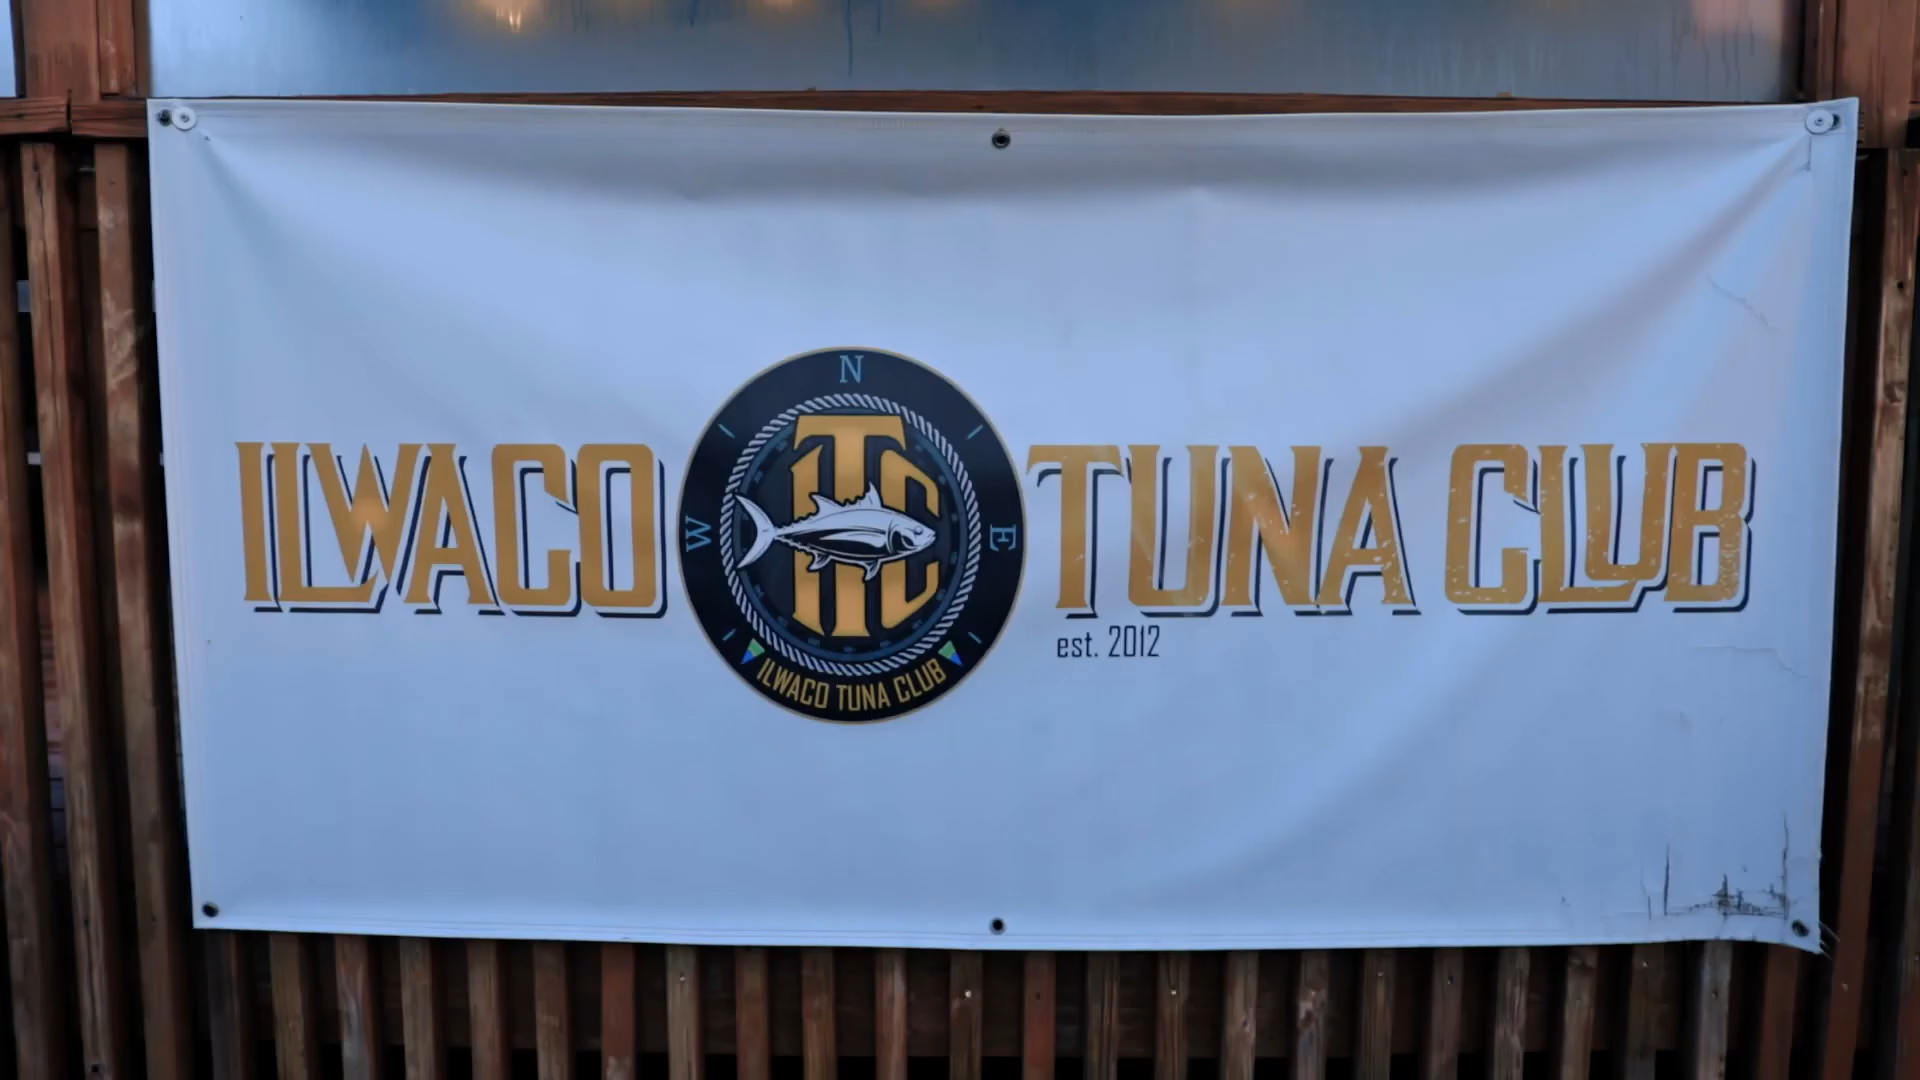 N
ILWACO ITC TUNA CLUB
W E
est. 2012
ILWACO TUNA CLUB